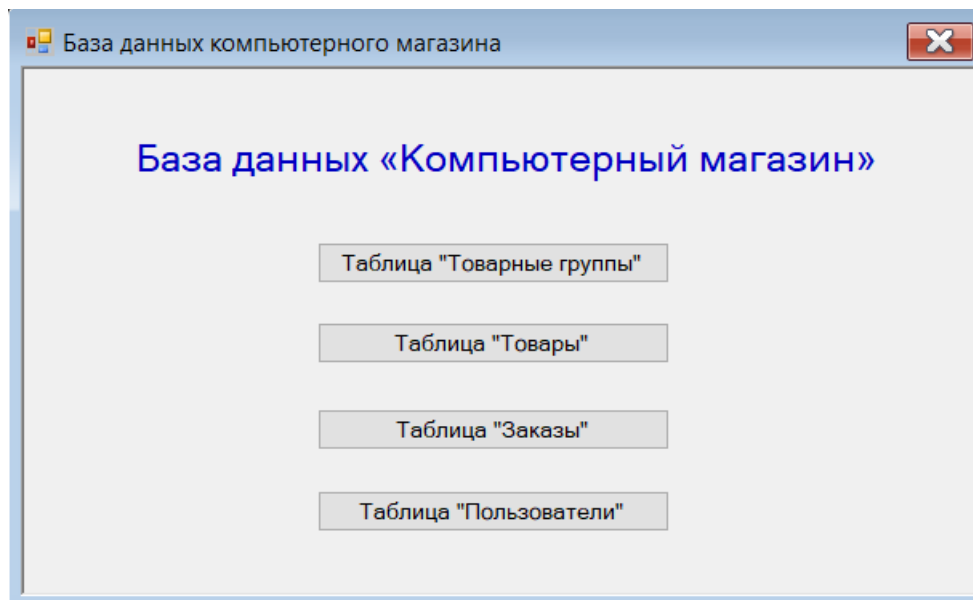 База данных компьютерного магазина
База данных «Компьютерный магазин»
Таблица "Товарные группы"
Таблица "Товары"
Таблица "Заказы"
Таблица "Пользователи"